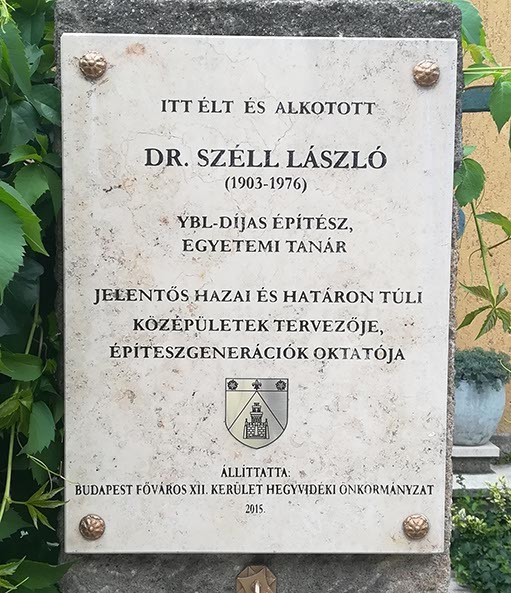 ITT ÉLT ÉS ALKOTOTT
DR. SZÉLL LÁSZLÓ
(1903-1976)
YBL-DÍJAS ÉPÍTÉSZ,
EGYETEMI TANÁR
JELENTŐS HAZAI ÉS HATÁRON TÚLI
KÖZÉPÜLETEK TERVEZŐJE,
ÉPÍTESZGENERÁCIÓK OKTATÓJA
ÁLLÍTTATTA:
BUDAPEST FŐVÁROS XII. KERÜLET HEGYVIDÉKI ÖNKORMÁNYZAT
2015.